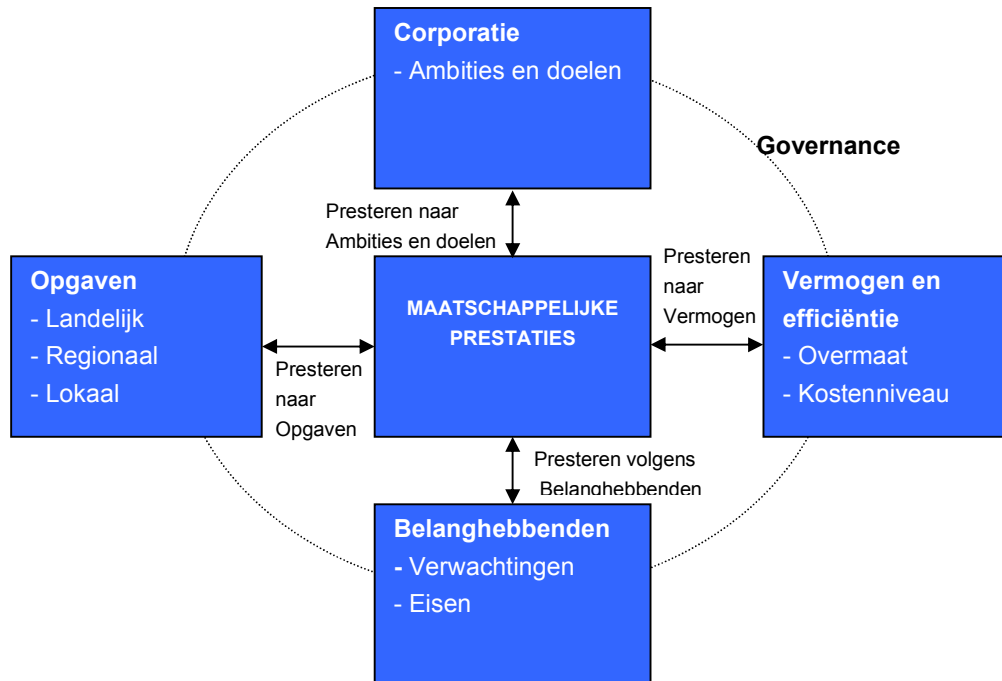 Corporatie
- Ambities en doelen
Governance
Presteren naar
Ambities en doelen
Opgaven
- Landelijk
- Regionaal
- Lokaal
Presteren
naar
Opgaven
MAATSCHAPPELIJKE
PRESTATIES
Presteren
naar
Vermogen
Vermogen en
efficiëntie
- Overmaat
- Kostenniveau
Presteren volgens
Belanghebbenden
Belanghebbenden
- Verwachtingen
- Eisen